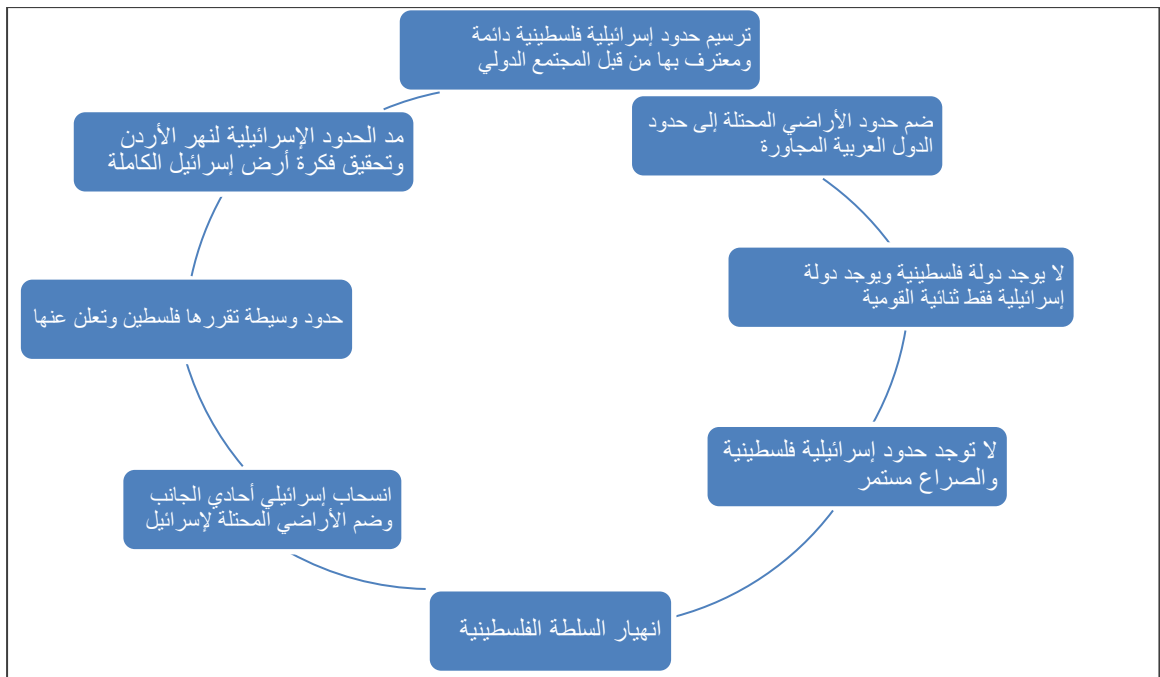 ترسيم حدود إسرائيلية فلسطينية دائمة
ومعترف بها من قبل المجتمع الدولي
ضم حدود الأراضي المحتلة إلى حدود
الدول العربية المجاورة
لا يوجد دولة فلسطينية ويوجد دولة
إسرائيلية فقط ثنائية القومية
لا توجد حدود إسرائيلية فلسطينية
والصراع مستمر
انهيار السلطة الفلسطينية
انسحاب إسرائيلي أحادي الجانب
وضم الأراضي المحتلة لإسرائيل
حدود وسيطة تقررها فلسطين وتعلن عنها
مد الحدود الإسرائيلية لنهر الأردن
وتحقيق فكرة أرض إسرائيل الكاملة